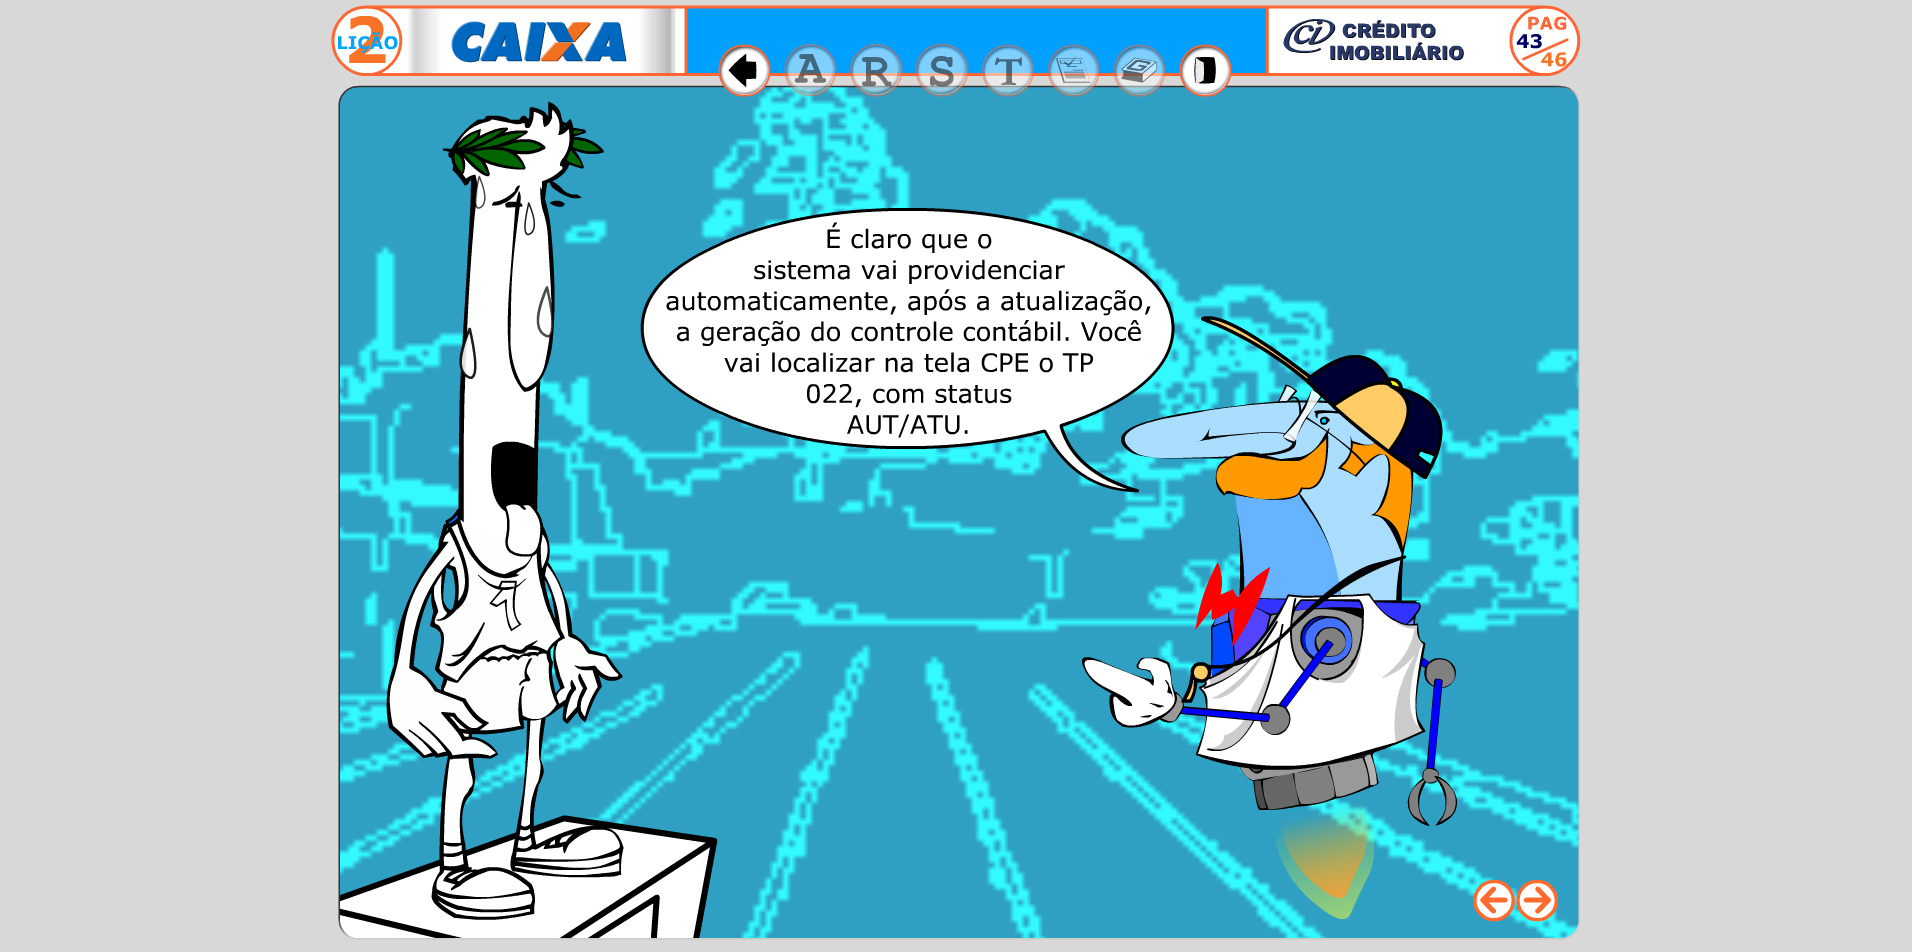 2
LIÇÃO
CAIXA
A
R
S
T
G
CRÉDITO
IMOBILIÁRIO
PAG
43
46
É claro que o
sistema vai providenciar
automaticamente, após a atualização,
a geração do controle contábil. Você
vai localizar na tela CPE o TP
022, com status
AUT/ATU.
1